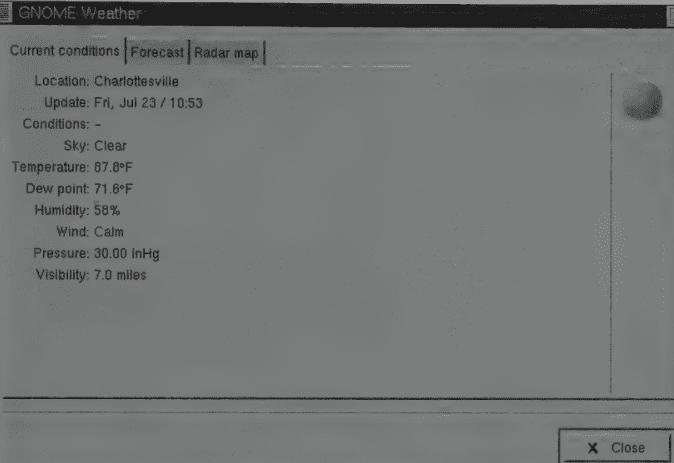 GNOME Weather
Current conditions Forecast Radar map
Location: Charlottesville
Update: Fri, Jul 23 / 10:53
Conditions: -
Sky: Clear
Temperature: 87.8°F
Dew point: 71.6°F
Humidity: 58%
Wind: Calm
Pressure: 30.00 inHg
Visibility: 7.0 miles
X Close